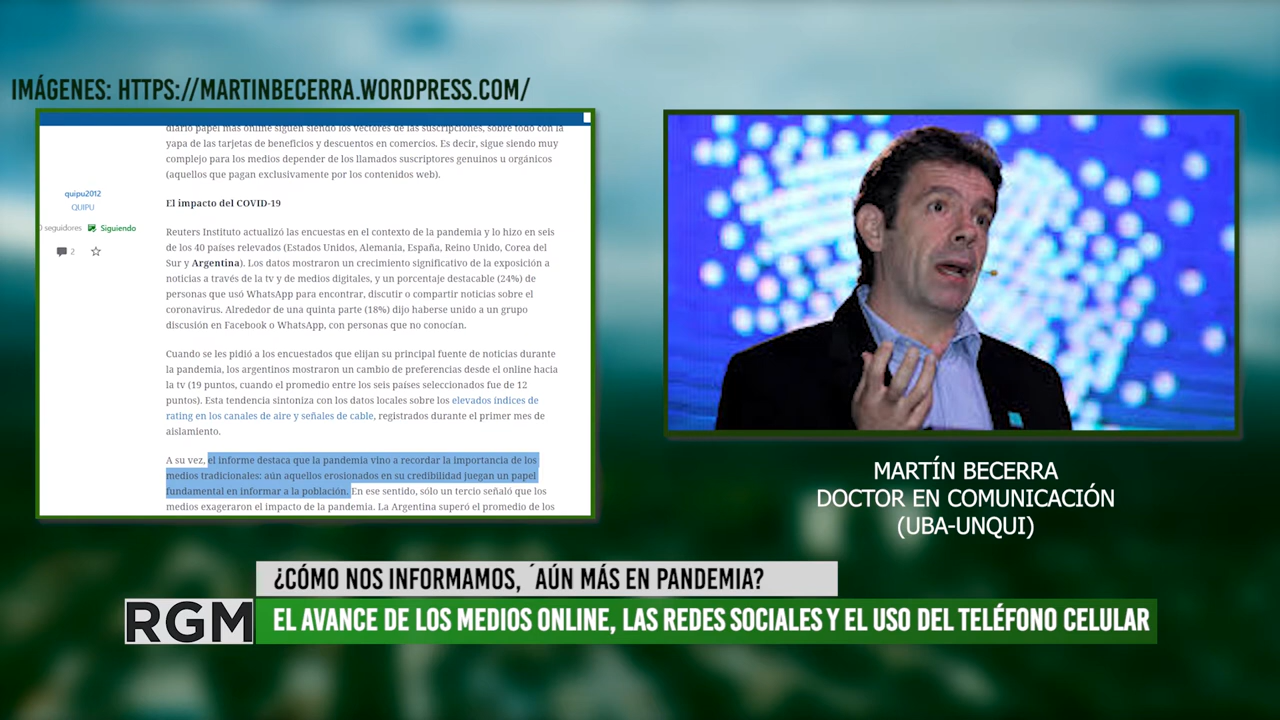 IMÁGENES: HTTPS://MARTINBECERRA.WORDPRESS.COM/
diario papel más online siguen siendo los vectores de las suscripciones, sobre todo con la
yapa de las tarjetas de beneficios y descuentos en comercios. Es decir, sigue siendo muy
complejo para los medios depender de los llamados suscriptores genuinos u orgánicos
(aquellos que pagan exclusivamente por los contenidos web).
quipu2012
QUIPU
seguidores Siguiendo
2
El impacto del COVID-19
Reuters Instituto actualizó las encuestas en el contexto de la pandemia y lo hizo en seis
de los 40 países relevados (Estados Unidos, Alemania, España, Reino Unido, Corea del
Sur y Argentina). Los datos mostraron un crecimiento significativo de la exposición a
noticias a través de la tv y de medios digitales, y un porcentaje destacable (24%) de
personas que usó WhatsApp para encontrar, discutir o compartir noticias sobre el
coronavirus. Alrededor de una quinta parte (18%) dijo haberse unido a un grupo
discusión en Facebook o WhatsApp, con personas que no conocían.
Cuando se les pidió a los encuestados que elijan su principal fuente de noticias durante
la pandemia, los argentinos mostraron un cambio de preferencias desde el online hacia
la tv (19 puntos, cuando el promedio entre los seis países seleccionados fue de 12
puntos). Esta tendencia sintoniza con los datos locales sobre los elevados índices de
rating en los canales de aire y señales de cable, registrados durante el primer mes de
aislamiento.
A su vez, el informe destaca que la pandemia vino a recordar la importancia de los
medios tradicionales: aún aquellos erosionados en su credibilidad juegan un papel
fundamental en informar a la población. En ese sentido, sólo un tercio señaló que los
medios exageraron el impacto de la pandemia. La Argentina superó el promedio de los
MARTÍN BECERRA
DOCTOR EN COMUNICACIÓN
(UBA-UNQUI)
¿CÓMO NOS INFORMAMOS, ´AÚN MÁS EN PANDEMIA?
RGM
EL AVANCE DE LOS MEDIOS ONLINE, LAS REDES SOCIALES Y EL USO DEL TELÉFONO CELULAR